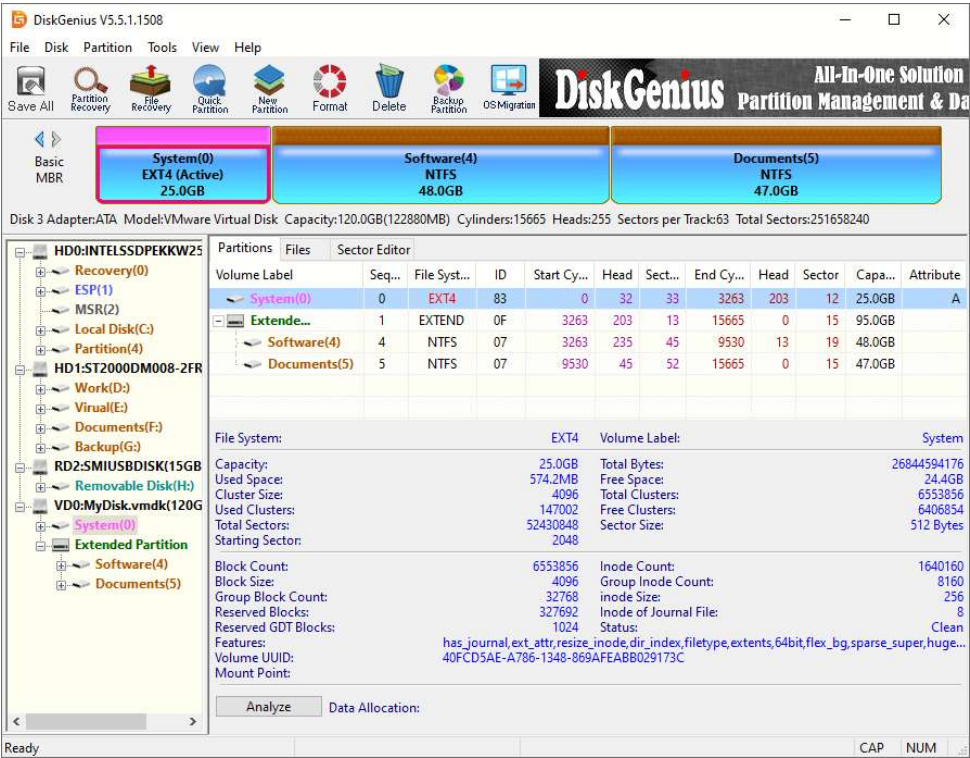 DiskGenius V5.5.1.1508
File Disk Partition Tools View Help
Save All Partition Recovery File Recovery Quick Partition New Partition Format Delete Backup Partition OS Migration
DiskGenius All-In-One Solution
Partition Management & Da
Basic MBR
System(0)
EXT4 (Active)
25.0GB
Software(4)
NTFS
48.0GB
Documents(5)
NTFS
47.0GB
Disk 3 Adapter:ATA Model:VMware Virtual Disk Capacity:120.0GB(122880MB) Cylinders:15665 Heads:255 Sectors per Track:63 Total Sectors:251658240
HD0:INTELSSDPEKKW25
Recovery(0)
ESP(1)
MSR(2)
Local Disk(C:)
Partition(4)
HD1:ST2000DM008-2FR
Work(D:)
Virual(E:)
Documents(F:)
Backup(G:)
RD2:SMIUSBDISK(15GB
Removable Disk(H:)
VD0:MyDisk.vmdk(120G
System(0)
Extended Partition
Software(4)
Documents(5)
Partitions Files Sector Editor
Volume Label Seq... File Syst... ID Start Cy... Head Sect... End Cy... Head Sector Capa... Attribute
System(0) 0 EXT4 83 0 32 33 3263 203 12 25.0GB A
Extende... 1 EXTEND 0F 3263 203 13 15665 0 15 95.0GB
Software(4) 4 NTFS 07 3263 235 45 9530 13 19 48.0GB
Documents(5) 5 NTFS 07 9530 45 52 15665 0 15 47.0GB
File System: EXT4 Volume Label: System
Capacity: 25.0GB Total Bytes: 26844594176
Used Space: 574.2MB Free Space: 24.4GB
Cluster Size: 4096 Total Clusters: 6553856
Used Clusters: 147002 Free Clusters: 6406854
Total Sectors: 52430848 Sector Size: 512 Bytes
Starting Sector: 2048
Block Count: 6553856 Inode Count: 1640160
Block Size: 4096 Group Inode Count: 8160
Group Block Count: 32768 inode Size: 256
Reserved Blocks: 327692 Inode of Journal File: 8
Reserved GDT Blocks: 1024 Status: Clean
Features: has_journal,ext_attr,resize_inode,dir_index,filetype,extents,64bit,flex_bg,sparse_super,huge...
Volume UUID: 40FCD5AE-A786-1348-869AFEABB029173C
Mount Point:
Analyze Data Allocation:
Ready CAP NUM